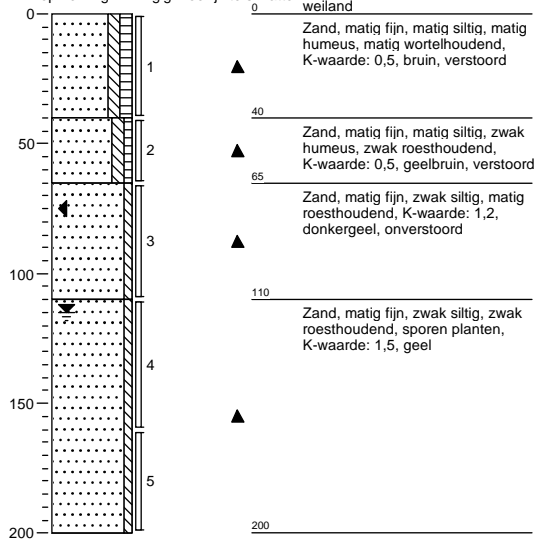 0
weiland
0
Zand, matig fijn, matig siltig, matig
humeus, matig wortelhoudend,
K-waarde: 0,5, bruin, verstoord
1
40
50
Zand, matig fijn, matig siltig, zwak
humeus, zwak roesthoudend,
K-waarde: 0,5, geelbruin, verstoord
2
65
Zand, matig fijn, zwak siltig, matig
roesthoudend, K-waarde: 1,2,
donkergeel, onverstoord
3
100
110
Zand, matig fijn, zwak siltig, zwak
roesthoudend, sporen planten,
K-waarde: 1,5, geel
4
150
5
200
200